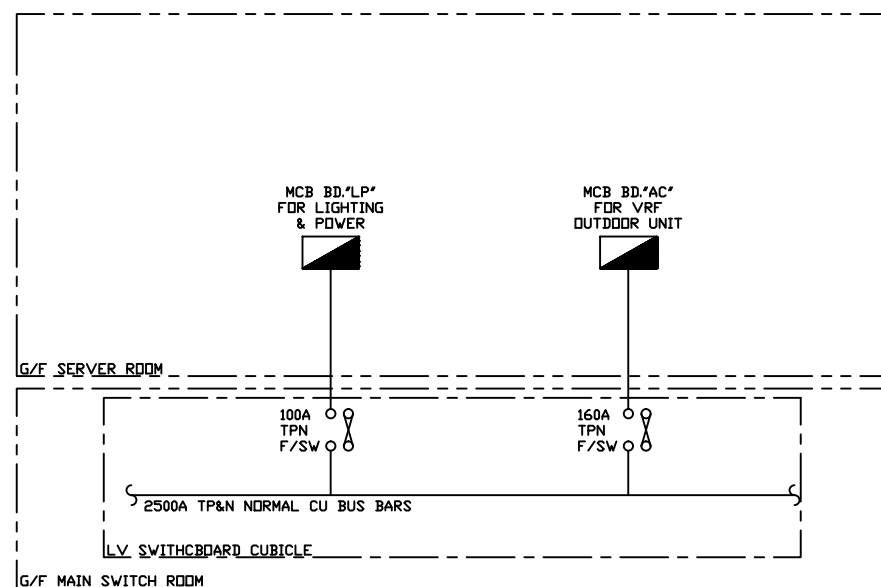 MCB BD."LP"
FOR LIGHTING
& POWER
MCB BD."AC"
FOR VRF
OUTDOOR UNIT
G/F SERVER ROOM
100A
TPN
F/SW
160A
TPN
F/SW
2500A TP&N NORMAL CU BUS BARS
LV SWITHCBOARD CUBICLE
G/F MAIN SWITCH ROOM